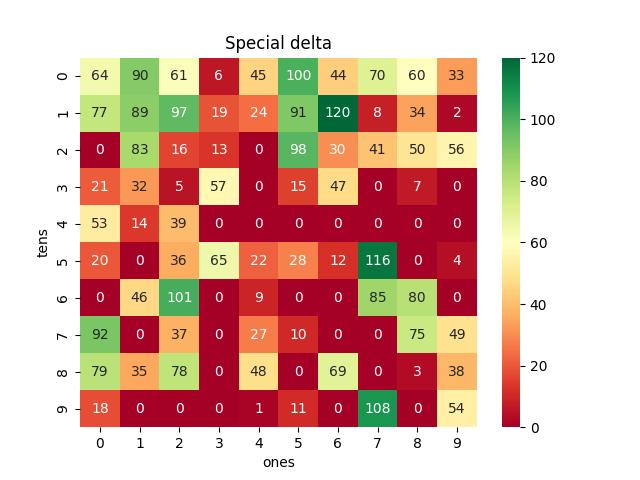 Special delta
0 64 90 61 6 45 100 44 70 60 33
1 77 89 97 19 24 91 120 8 34 2
2 0 83 16 13 0 98 30 41 50 56
3 21 32 5 57 0 15 47 0 7 0
4 53 14 39 0 0 0 0 0 0 0
5 20 0 36 65 22 28 12 116 0 4
6 0 46 101 0 9 0 0 85 80 0
7 92 0 37 0 27 10 0 0 75 49
8 79 35 78 0 48 0 69 0 3 38
9 18 0 0 0 1 11 0 108 0 54
0 1 2 3 4 5 6 7 8 9
ones
tens
120
100
80
60
40
20
0